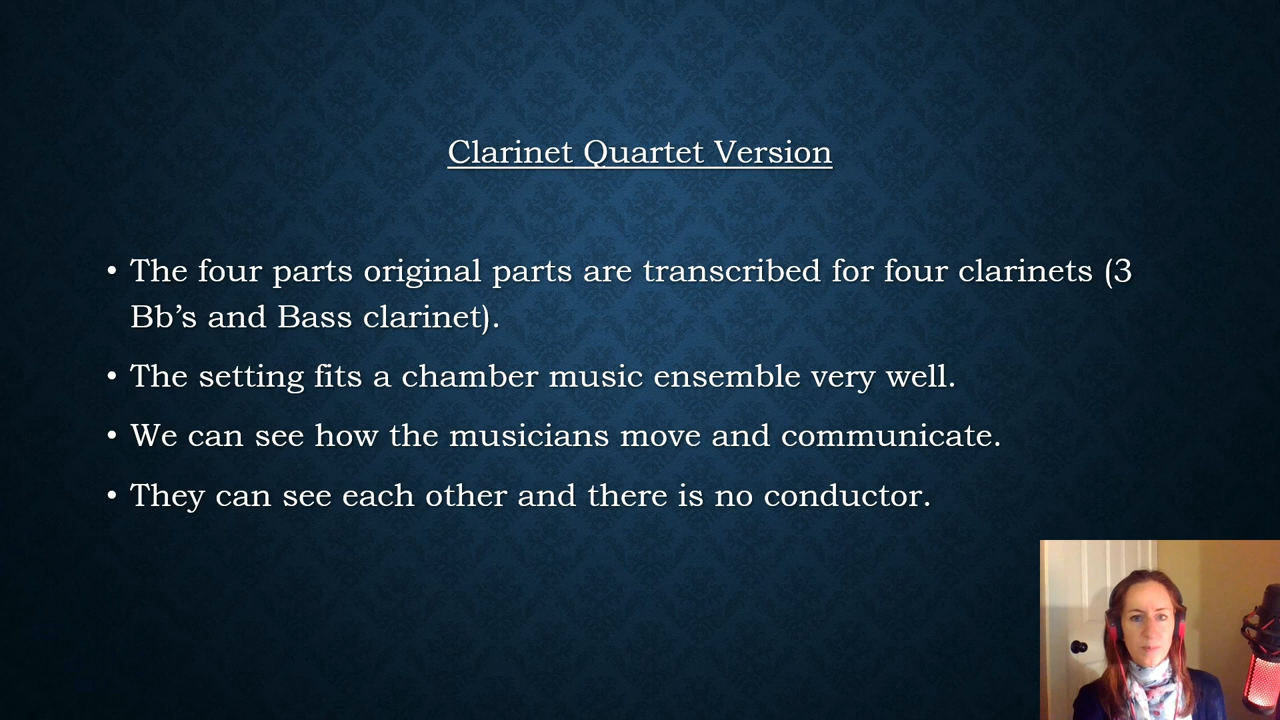 Clarinet Quartet Version
• The four parts original parts are transcribed for four clarinets (3
Bb’s and Bass clarinet).
• The setting fits a chamber music ensemble very well.
• We can see how the musicians move and communicate.
• They can see each other and there is no conductor.